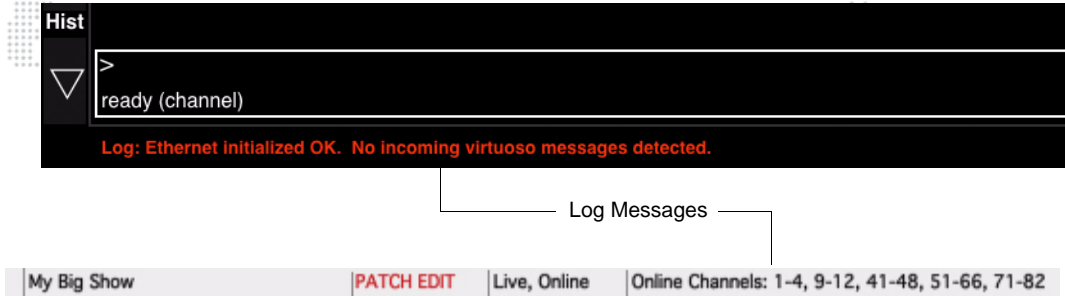 Hist
>
ready (channel)
Log: Ethernet initialized OK.  No incoming virtuoso messages detected.
Log Messages
My Big Show PATCH EDIT Live, Online Online Channels: 1-4, 9-12, 41-48, 51-66, 71-82